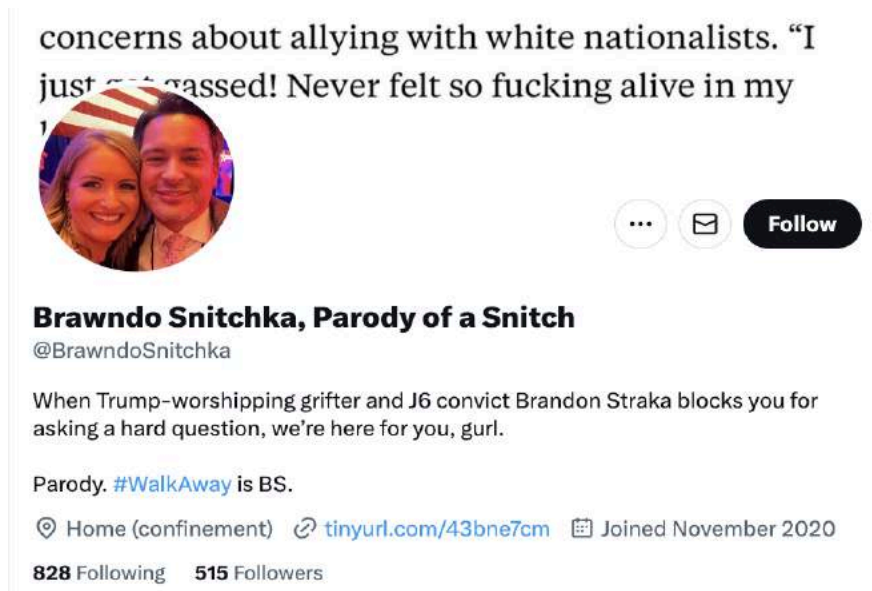 concerns about allying with white nationalists. “I
just gassed! Never felt so fucking alive in my
Follow
Brawndo Snitchka, Parody of a Snitch
@BrawndoSnitchka
When Trump-worshipping grifter and J6 convict Brandon Straka blocks you for
asking a hard question, we’re here for you, gurl.
Parody. #WalkAway is BS.
Home (confinement) tinyurl.com/43bne7cm Joined November 2020
828 Following 515 Followers